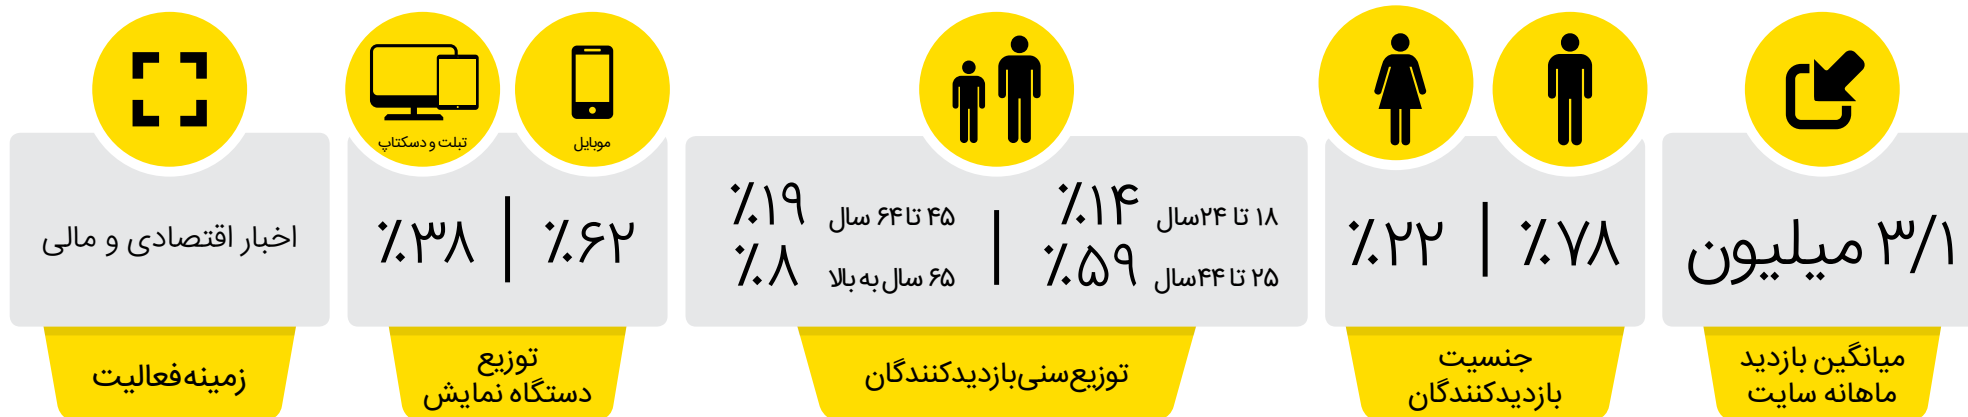 ۳/۱ میلیون
میانگین بازدید
ماهانه سایت
٪۷۸ | ٪۲۲
جنسیت
بازدیدکنندگان
۱۸ تا ۲۴سال ٪۱۴
۲۵ تا ۴۴سال ٪۵۹
۴۵ تا ۶۴ سال ٪۱۹
۶۵ سال به بالا ٪۸
توزیع‌سنی‌بازدیدکنندگان
موبایل
تبلت و دسکتاپ
٪۶۲ | ٪۳۸
توزیع
دستگاه نمایش
اخبار اقتصادی و مالی
زمینه‌فعالیت